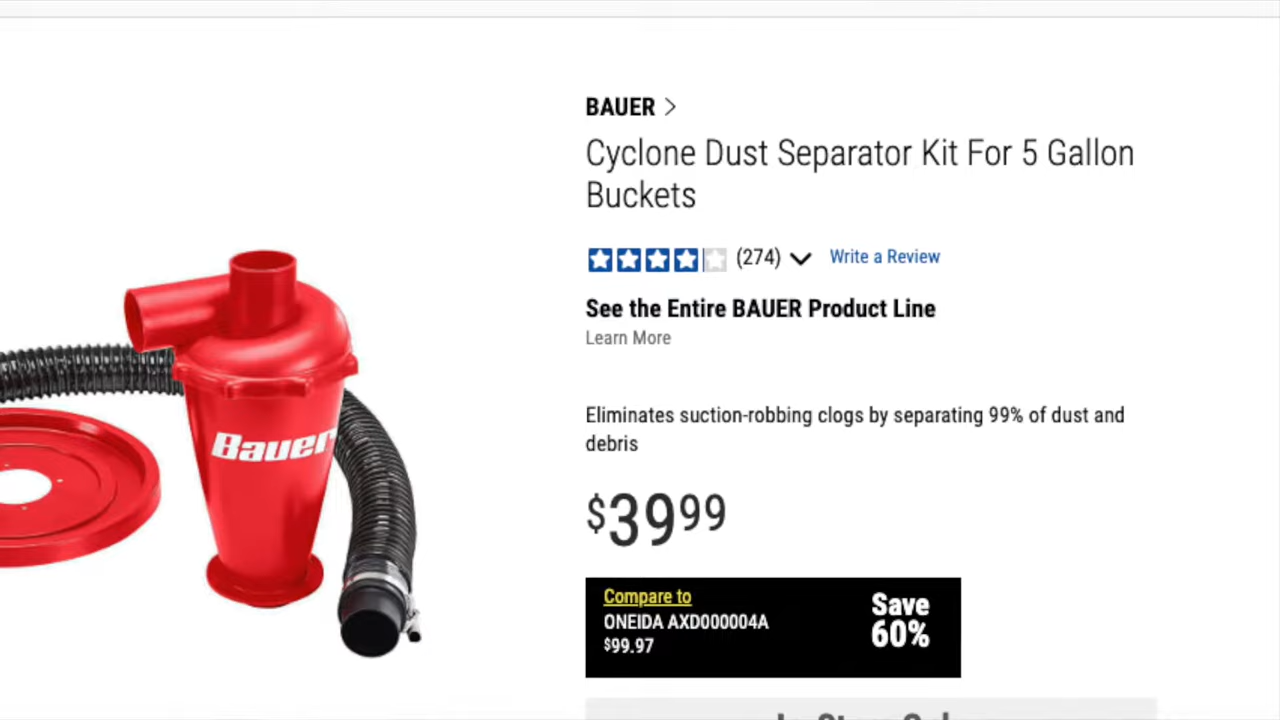 BAUER >
Cyclone Dust Separator Kit For 5 Gallon
Buckets
(274) Write a Review
See the Entire BAUER Product Line
Learn More
Bauer
Eliminates suction-robbing clogs by separating 99% of dust and
debris
$3999
Compare to
ONEIDA AXD000004A
$99.97
Save
60%